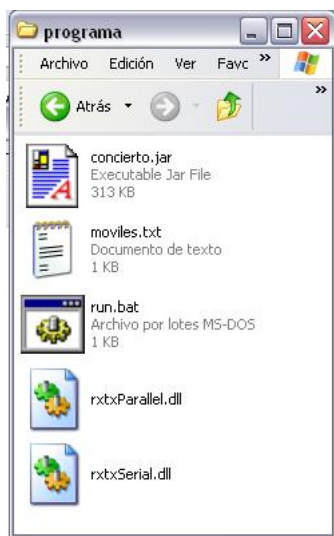 programa
Archivo Edición Ver Favc »
Atrás »
concierto.jar
Executable Jar File
313 KB
moviles.txt
Documento de texto
1 KB
run.bat
Archivo por lotes MS-DOS
1 KB
rxtxParallel.dll
rxtxSerial.dll